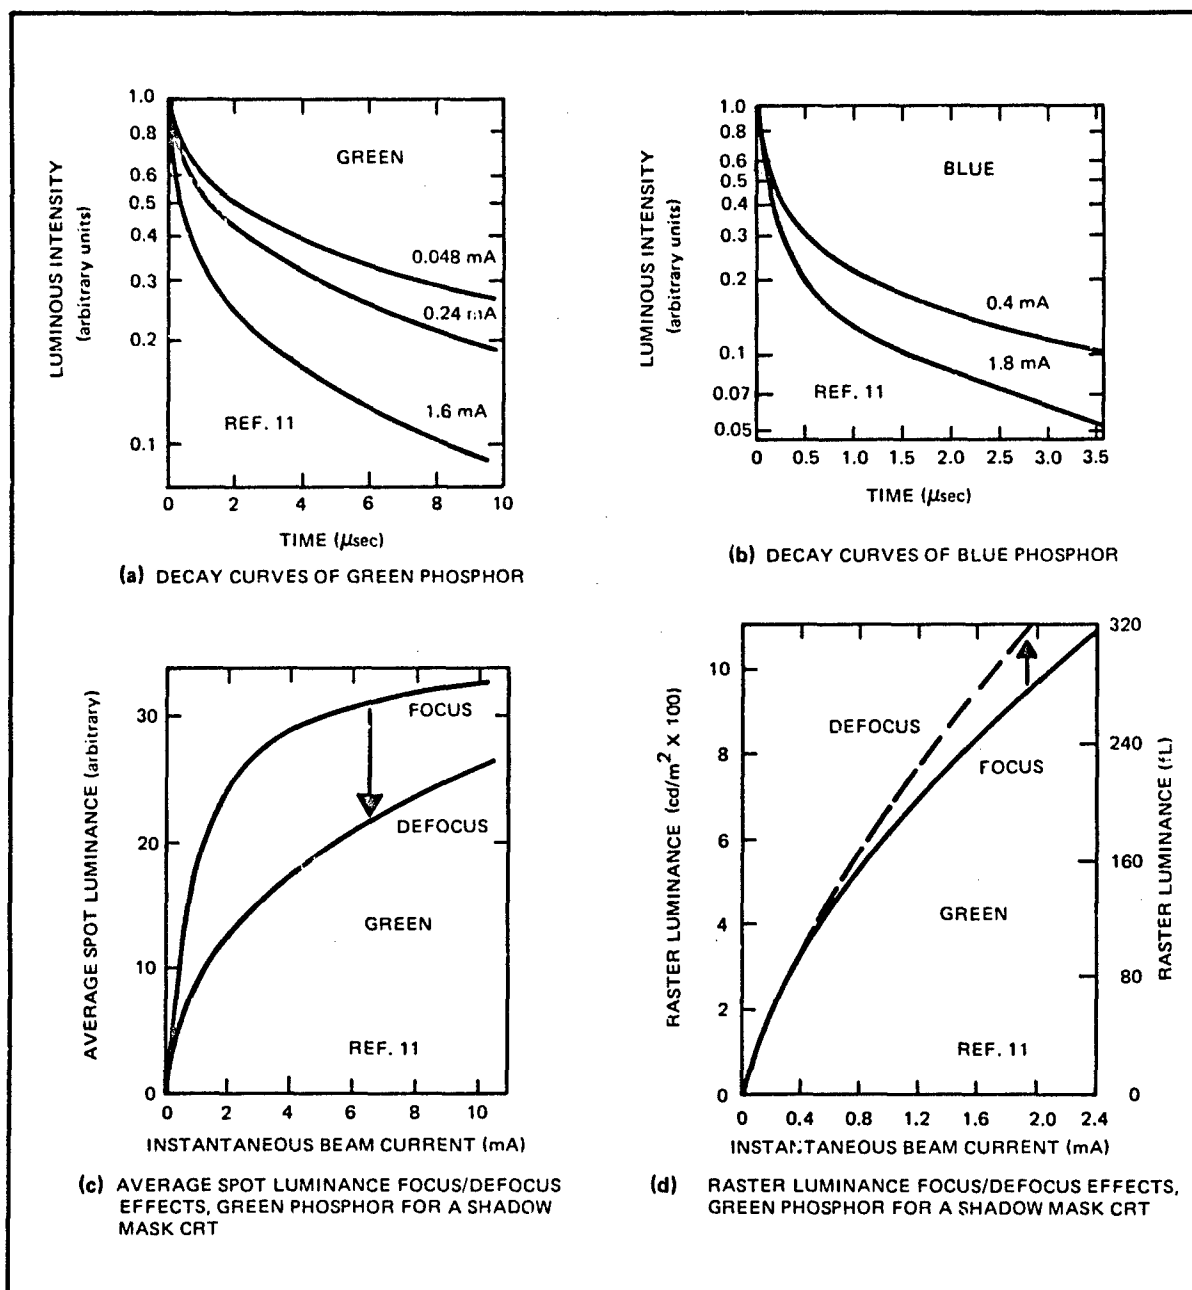 1.0
0.8
0.6
0.5
0.4
0.3
0.2
0.1
LUMINOUS INTENSITY
(arbitrary units)
GREEN
0.048 mA
0.24 mA
1.6 mA
REF. 11
0 2 4 6 8 10
TIME (μsec)
(a) DECAY CURVES OF GREEN PHOSPHOR
1.0
0.8
0.6
0.5
0.4
0.3
0.2
0.1
0.07
0.05
LUMINOUS INTENSITY
(arbitrary units)
BLUE
0.4 mA
1.8 mA
REF. 11
0 0.5 1.0 1.5 2.0 2.5 3.0 3.5
TIME (μsec)
(b) DECAY CURVES OF BLUE PHOSPHOR
30
20
10
0
AVERAGE SPOT LUMINANCE (arbitrary)
FOCUS
DEFOCUS
GREEN
REF. 11
0 2 4 6 8 10
INSTANTANEOUS BEAM CURRENT (mA)
(c) AVERAGE SPOT LUMINANCE FOCUS/DEFOCUS
EFFECTS, GREEN PHOSPHOR FOR A SHADOW
MASK CRT
10
8
6
4
2
0
RASTER LUMINANCE (cd/m² X 100)
DEFOCUS
FOCUS
GREEN
REF. 11
320
240
160
80
0
RASTER LUMINANCE (fL)
0 0.4 0.8 1.2 1.6 2.0 2.4
INSTANTANEOUS BEAM CURRENT (mA)
(d) RASTER LUMINANCE FOCUS/DEFOCUS EFFECTS,
GREEN PHOSPHOR FOR A SHADOW MASK CRT